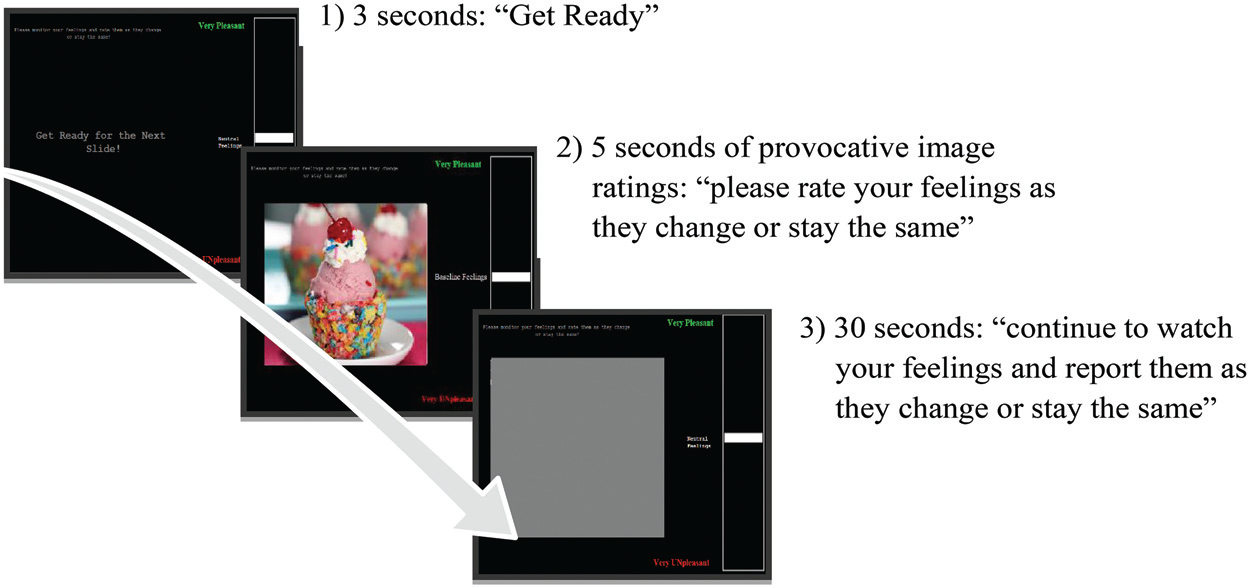 1) 3 seconds: “Get Ready”
Please monitor your feelings and rate them as they change
or stay the same!
Very Pleasant
Get Ready for the Next
Slide!
Neutral
Feelings
UNpleasant
2) 5 seconds of provocative image
ratings: “please rate your feelings as
they change or stay the same”
Please monitor your feelings and rate them as they change
or stay the same!
Very Pleasant
Baseline Feelings
Very UNpleasant
3) 30 seconds: “continue to watch
your feelings and report them as
they change or stay the same”
Please monitor your feelings and rate them as they change
or stay the same!
Very Pleasant
Neutral
Feelings
Very UNpleasant